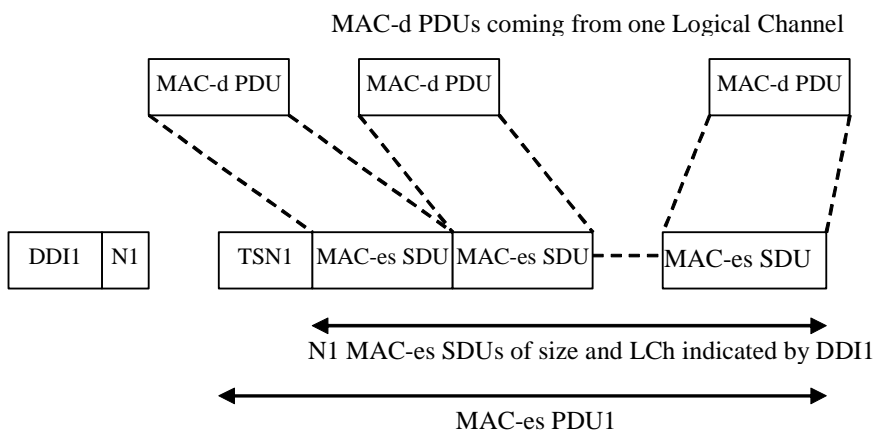 MAC-d PDUs coming from one Logical Channel
MAC-d PDU MAC-d PDU MAC-d PDU
DDI1 N1 TSN1 MAC-es SDU MAC-es SDU MAC-es SDU
N1 MAC-es SDUs of size and LCh indicated by DDI1
MAC-es PDU1